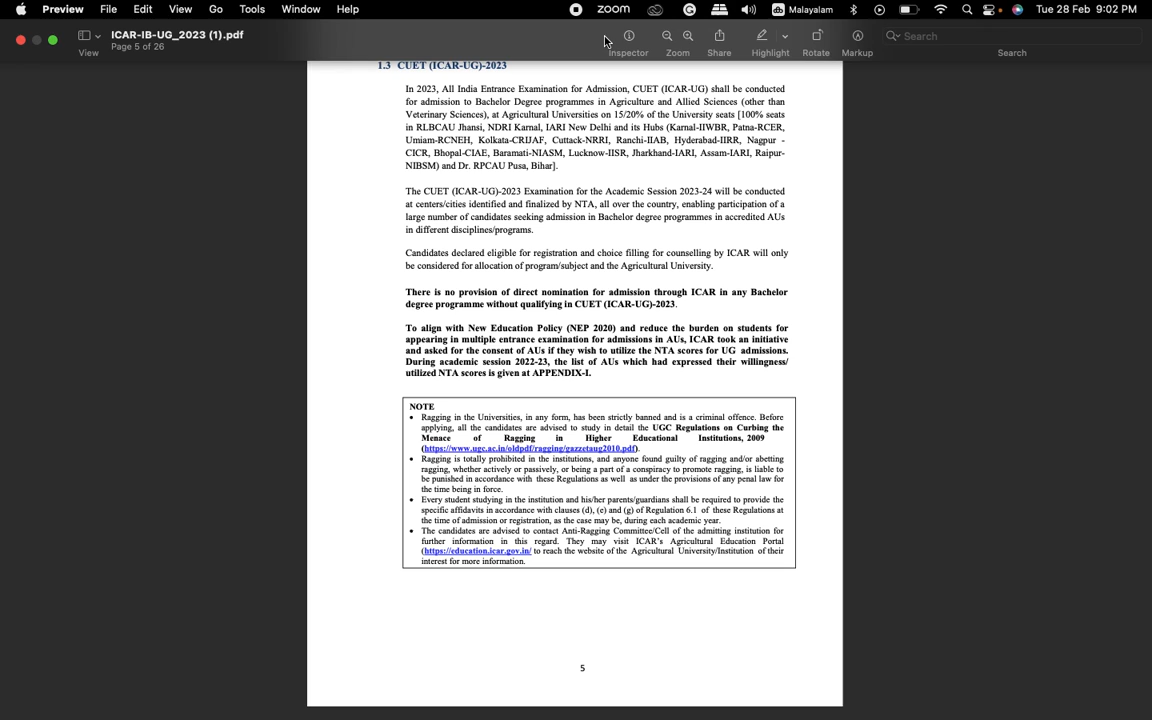 Preview File Edit View Go Tools Window Help zoom Malayalam Tue 28 Feb 9:02 PM
ICAR-IB-UG_2023 (1).pdf
Page 5 of 26
Search
View Inspector Zoom Share Highlight Rotate Markup Search
1.3 CUET (ICAR-UG)-2023
In 2023, All India Entrance Examination for Admission, CUET (ICAR-UG) shall be conducted
for admission to Bachelor Degree programmes in Agriculture and Allied Sciences (other than
Veterinary Sciences), at Agricultural Universities on 15/20% of the University seats [100% seats
in RLBCAU Jhansi, NDRI Karnal, IARI New Delhi and its Hubs (Karnal-IIWBR, Patna-RCER,
Umiam-RCNEH, Kolkata-CRIJAF, Cuttack-NRRI, Ranchi-IIAB, Hyderabad-IIRR, Nagpur -
CICR, Bhopal-CIAE, Baramati-NIASM, Lucknow-IISR, Jharkhand-IARI, Assam-IARI, Raipur-
NIBSM) and Dr. RPCAU Pusa, Bihar].
The CUET (ICAR-UG)-2023 Examination for the Academic Session 2023-24 will be conducted
at centers/cities identified and finalized by NTA, all over the country, enabling participation of a
large number of candidates seeking admission in Bachelor degree programmes in accredited AUs
in different disciplines/programs.
Candidates declared eligible for registration and choice filling for counselling by ICAR will only
be considered for allocation of program/subject and the Agricultural University.
There is no provision of direct nomination for admission through ICAR in any Bachelor
degree programme without qualifying in CUET (ICAR-UG)-2023.
To align with New Education Policy (NEP 2020) and reduce the burden on students for
appearing in multiple entrance examination for admissions in AUs, ICAR took an initiative
and asked for the consent of AUs if they wish to utilize the NTA scores for UG admissions.
During academic session 2022-23, the list of AUs which had expressed their willingness/
utilized NTA scores is given at APPENDIX-I.
NOTE
• Ragging in the Universities, in any form, has been strictly banned and is a criminal offence. Before
applying, all the candidates are advised to study in detail the UGC Regulations on Curbing the
Menace of Ragging in Higher Educational Institutions, 2009
(https://www.ugc.ac.in/oldpdf/ragging/gazzetaug2010.pdf).
• Ragging is totally prohibited in the institutions, and anyone found guilty of ragging and/or abetting
ragging, whether actively or passively, or being a part of a conspiracy to promote ragging, is liable to
be punished in accordance with these Regulations as well as under the provisions of any penal law for
the time being in force.
• Every student studying in the institution and his/her parents/guardians shall be required to provide the
specific affidavits in accordance with clauses (d), (e) and (g) of Regulation 6.1 of these Regulations at
the time of admission or registration, as the case may be, during each academic year.
• The candidates are advised to contact Anti-Ragging Committee/Cell of the admitting institution for
further information in this regard. They may visit ICAR's Agricultural Education Portal
(https://education.icar.gov.in/ to reach the website of the Agricultural University/Institution of their
interest for more information.
5